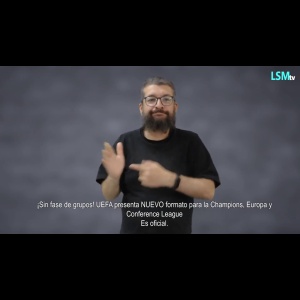 LSMtv
¡Sin fase de grupos! UEFA presenta NUEVO formato para la Champions, Europa y
Conference League
Es oficial.